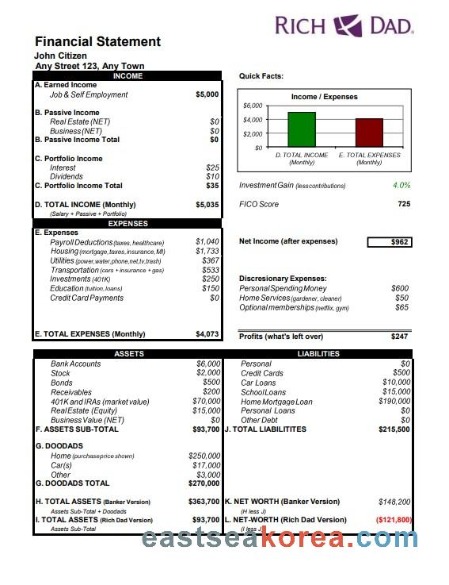 RICH DAD.
Financial Statement
John Citizen
Any Street 123, Any Town
INCOME
A. Earned Income
Job & Self Employment $5,000
B. Passive Income
Real Estate (NET) $0
Business (NET) $0
B. Passive Income Total $0
C. Portfolio Income
Interest $25
Dividends $10
C. Portfolio Income Total $35
D. TOTAL INCOME (Monthly) $5,035
(Salary + Passive + Portfolio)
EXPENSES
E. Expenses
Payroll Deductions (taxes, healthcare) $1,040
Housing (mortgage, taxes, insurance, MI) $1,733
Utilities (power, water, phone, net, tv, trash) $367
Transportation (cars + insurance + gas) $533
Investments (401K) $250
Education (tuition, loans) $150
Credit Card Payments $0
E. TOTAL EXPENSES (Monthly) $4,073
Quick Facts:
Income / Expenses
$6,000
$4,000
$2,000
$0
D. TOTAL INCOME E. TOTAL EXPENSES
(Monthly) (Monthly)
Investment Gain (less contributions) 4.0%
FICO Score 725
Net Income (after expenses) $962
Discresionary Expenses:
Personal Spending Money $600
Home Services (gardener, cleaner) $50
Optional memberships (netflix, gym) $65
Profits (what's left over) $247
ASSETS
Bank Accounts $6,000
Stock $2,000
Bonds $500
Receivables $200
401K and IRAs (market value) $70,000
Real Estate (Equity) $15,000
Business Value (NET) $0
F. ASSETS SUB-TOTAL $93,700
G. DOODADS
Home (purchase price shown) $250,000
Car(s) $17,000
Other $3,000
G. DOODADS TOTAL $270,000
H. TOTAL ASSETS (Banker Version) $363,700
Assets Sub-Total + Doodads
I. TOTAL ASSETS (Rich Dad Version) $93,700
Assets Sub-Total
LIABILITIES
Personal $0
Credit Cards $500
Car Loans $10,000
School Loans $15,000
Home Mortgage Loan $190,000
Personal Loans $0
Other Debt $0
J. TOTAL LIABILITITES $215,500
K. NET WORTH (Banker Version) $148,200
(H less J)
L. NET-WORTH (Rich Dad Version) ($121,800)
(I less J)
eastseakorea.com